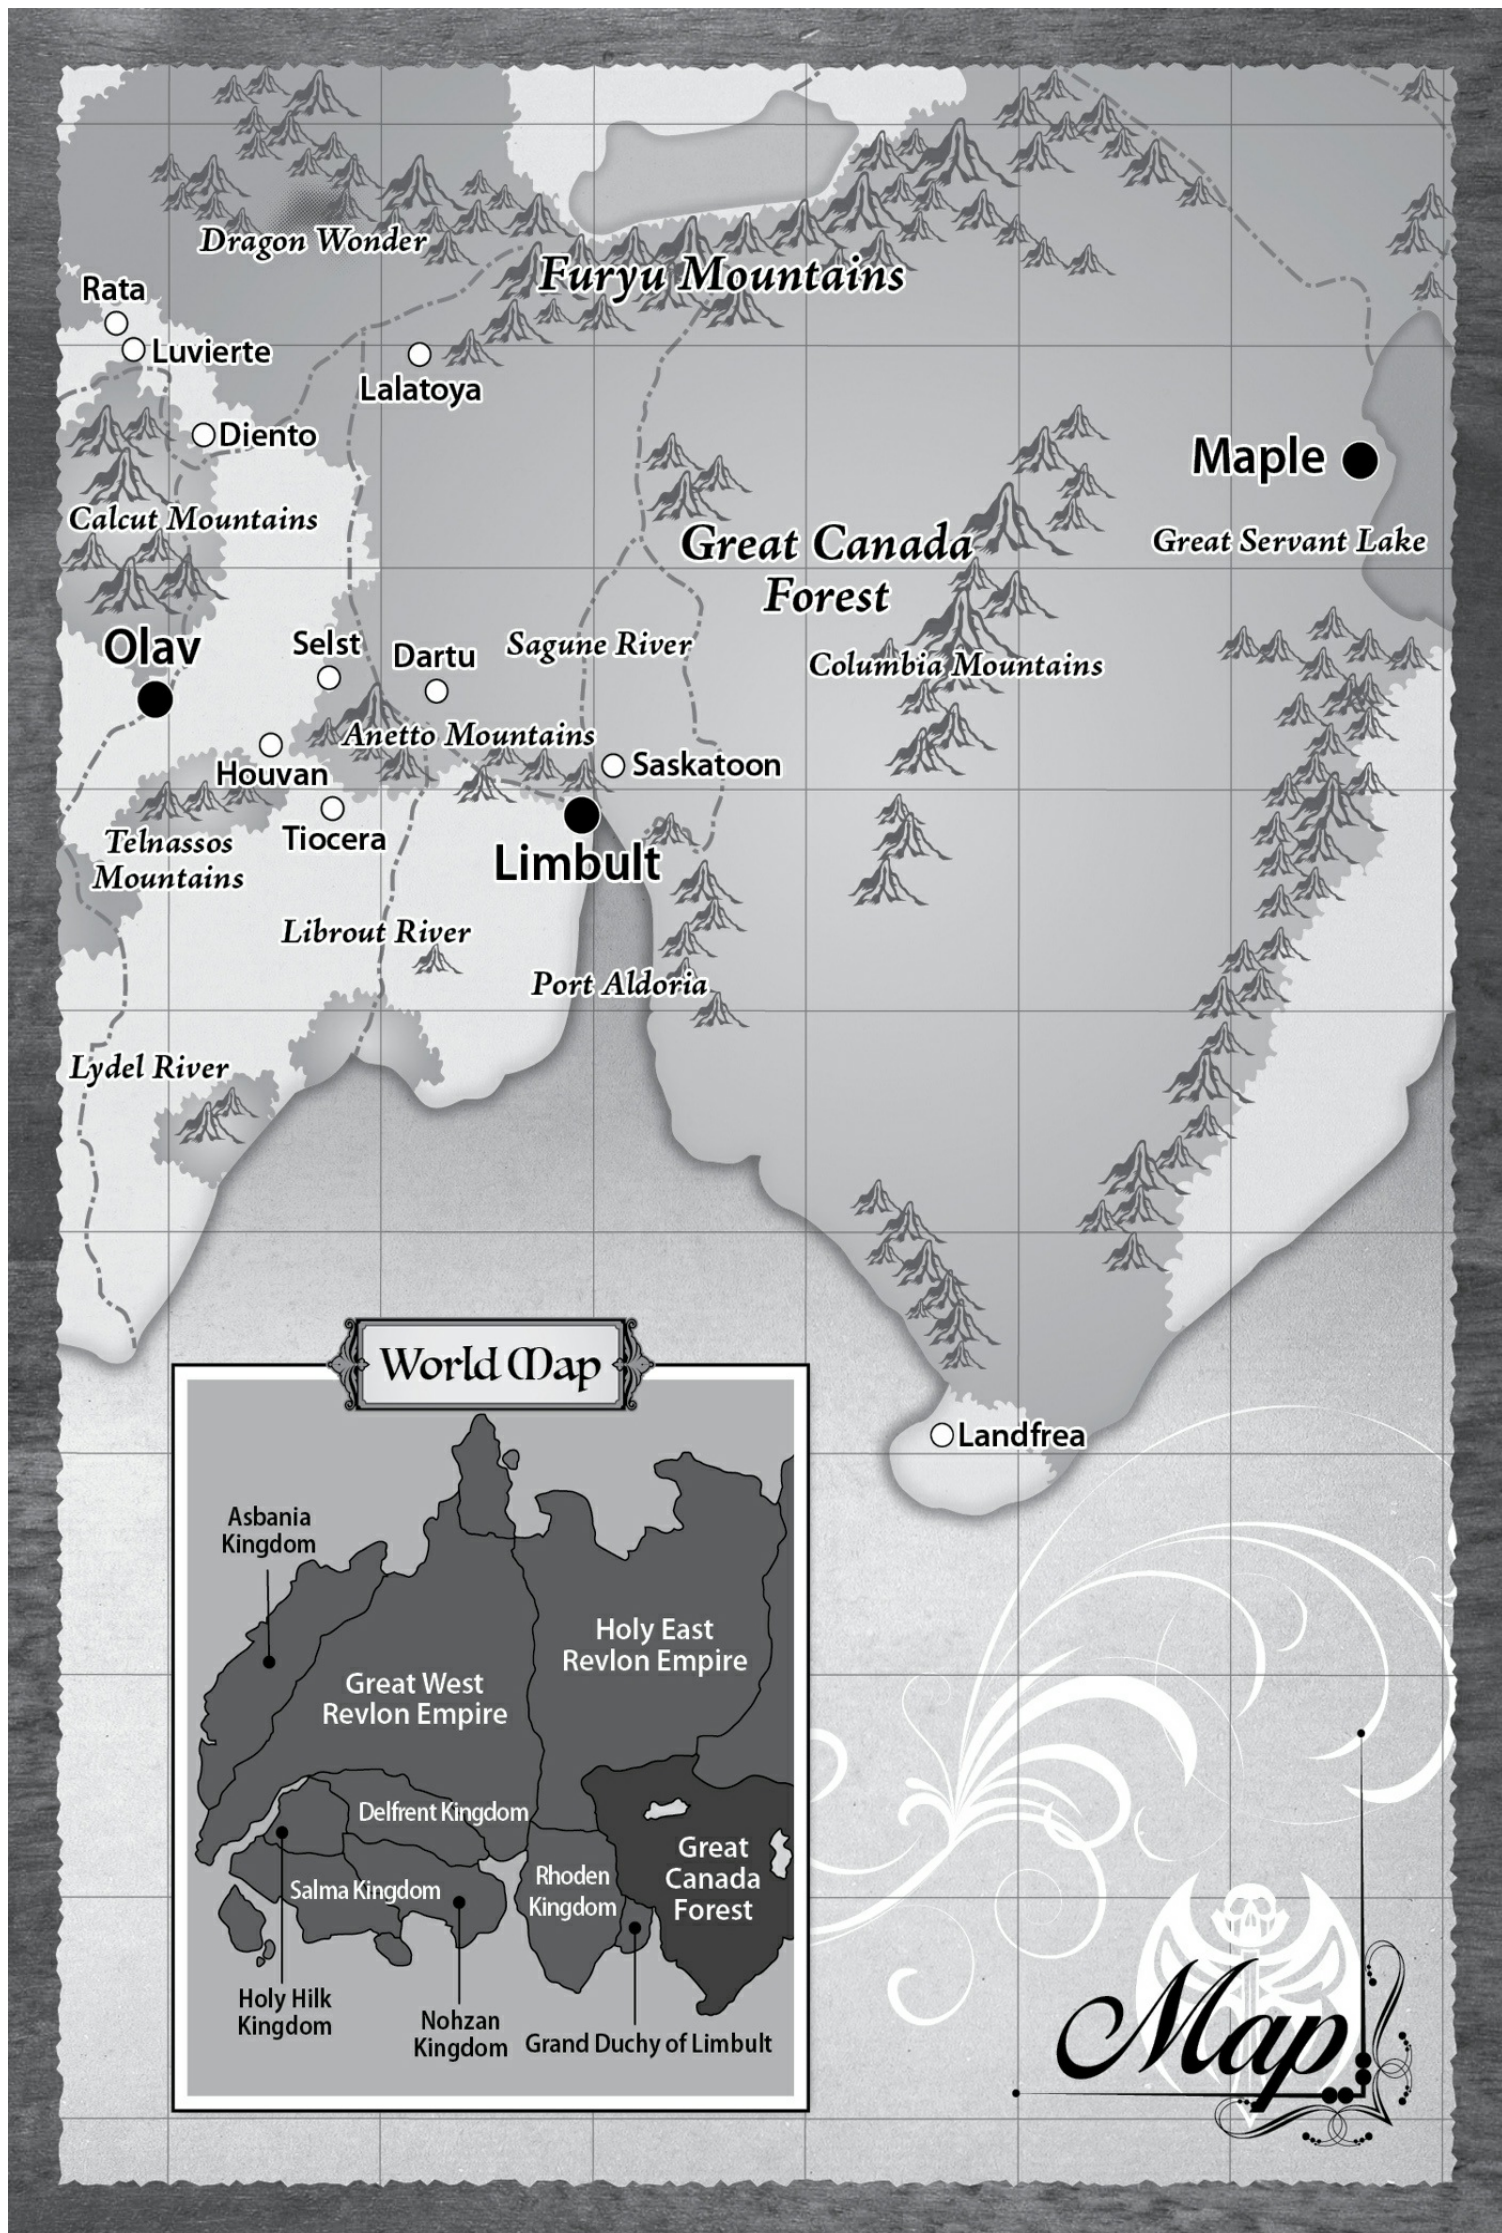 Dragon Wonder
Furyu Mountains
Rata
Luvierte
Lalatoya
Diento
Maple
Calcut Mountains
Great Canada
Forest
Great Servant Lake
Olav
Selst
Dartu
Sagune River
Columbia Mountains
Anetto Mountains
Houvan
Saskatoon
Tiocera
Telnassos
Mountains
Limbult
Librout River
Port Aldoria
Lydel River
Landfrea
World Map
Asbania
Kingdom
Holy East
Revlon Empire
Great West
Revlon Empire
Delfrent Kingdom
Great
Canada
Forest
Rhoden
Kingdom
Salma Kingdom
Holy Hilk
Kingdom
Nohzan
Kingdom
Grand Duchy of Limbult
Map